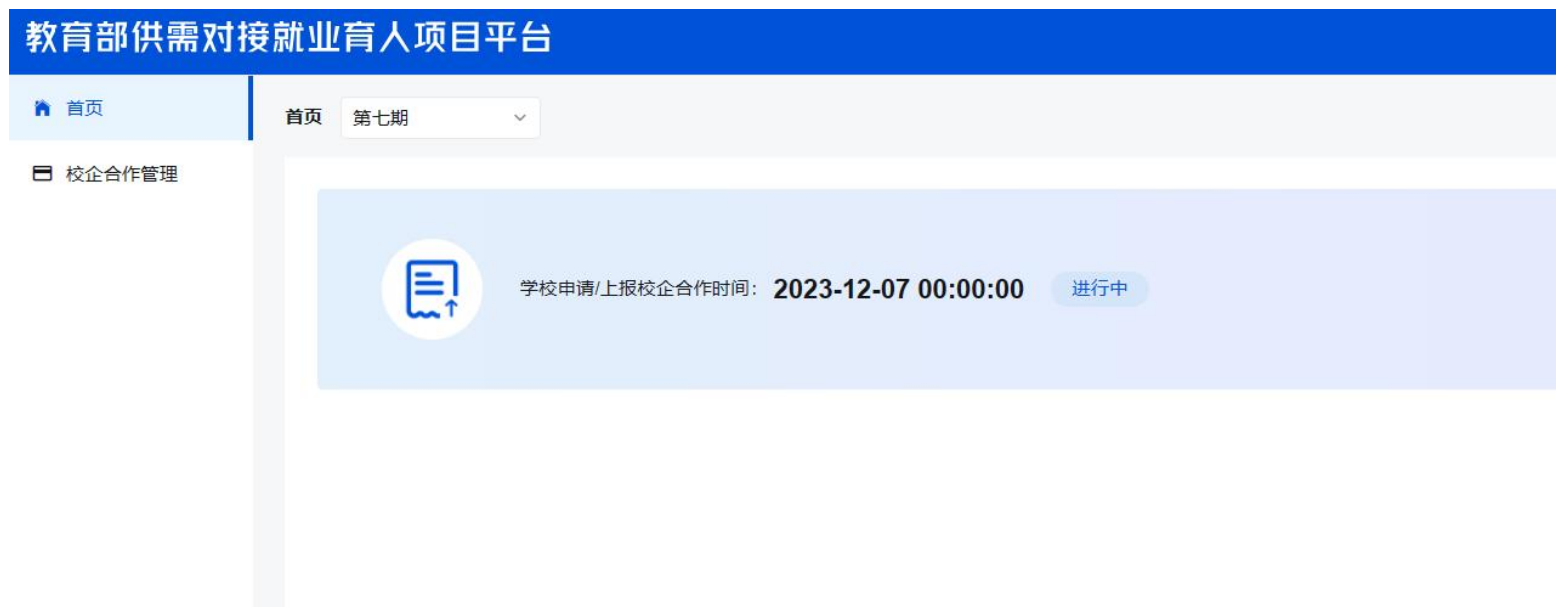 教育部供需对接就业育人项目平台
首页
首页 第七期
校企合作管理
学校申请/上报校企合作时间： 2023-12-07 00:00:00 进行中